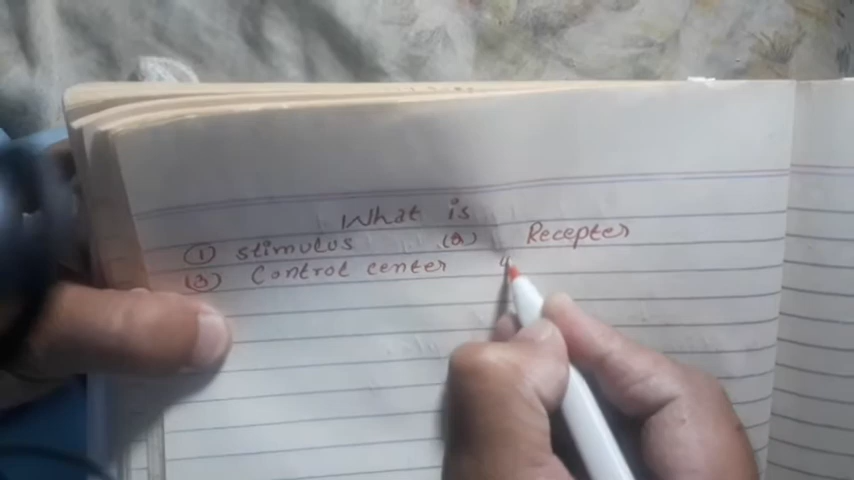 What is
(1) stimulus (2) Recepter
(3) Control center